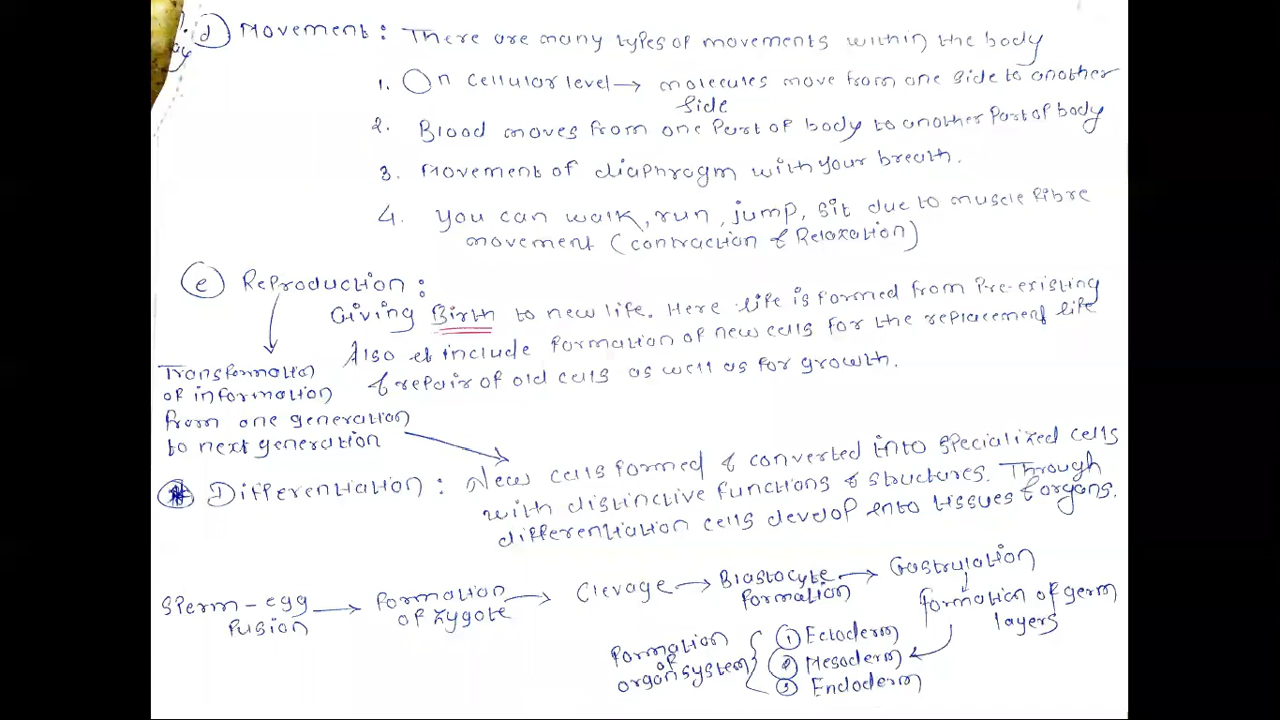 d) Movement : There are many types of movements within the body
1. On cellular level → molecules move from one side to another
side
2. Blood moves from one Part of body to another Part of body
3. Movement of diaphragm with your breath.
4. You can walk, run, jump, sit due to muscle fibre
movement (contraction & Relaxation)
e) Reproduction :
Giving Birth to new life. Here life is formed from Pre-existing
life
Also include formation of new cells for the replacement
& repair of old cells as well as for growth.
Transformation
of information
from one generation
to next generation
Differentiation : New cells formed & converted into specialized cells
with distinctive functions & structures. Through
differentiation cells develop into tissues & organs.
Sperm-egg → Formation → Clevage → Blastocyte → Gastrulation
fusion of zygote formation
formation of germ
layers
Formation
of
organ system
① Ectoderm
② Mesoderm
③ Endoderm